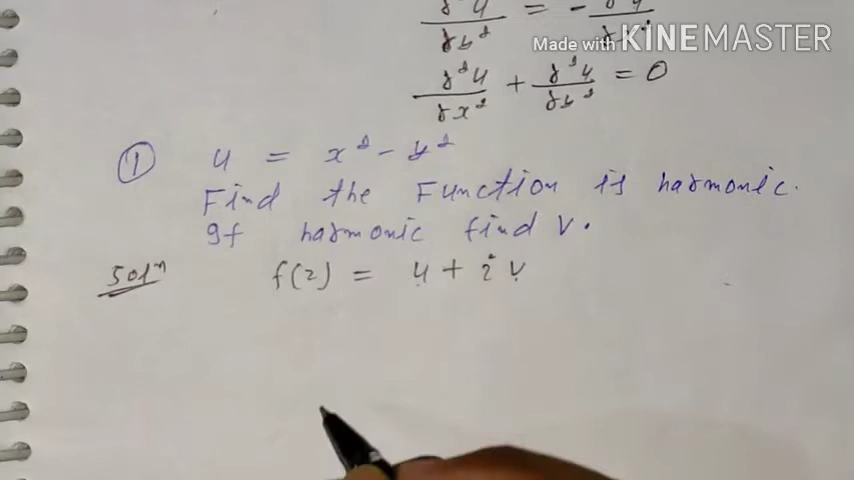 ∂²u/∂y² = -∂²u/∂x²
Made with KINEMASTER
∂²u/∂x² + ∂²u/∂y² = 0
① u = x² - y²
Find the Function is harmonic.
If harmonic find V.
Solⁿ f(z) = u + iv